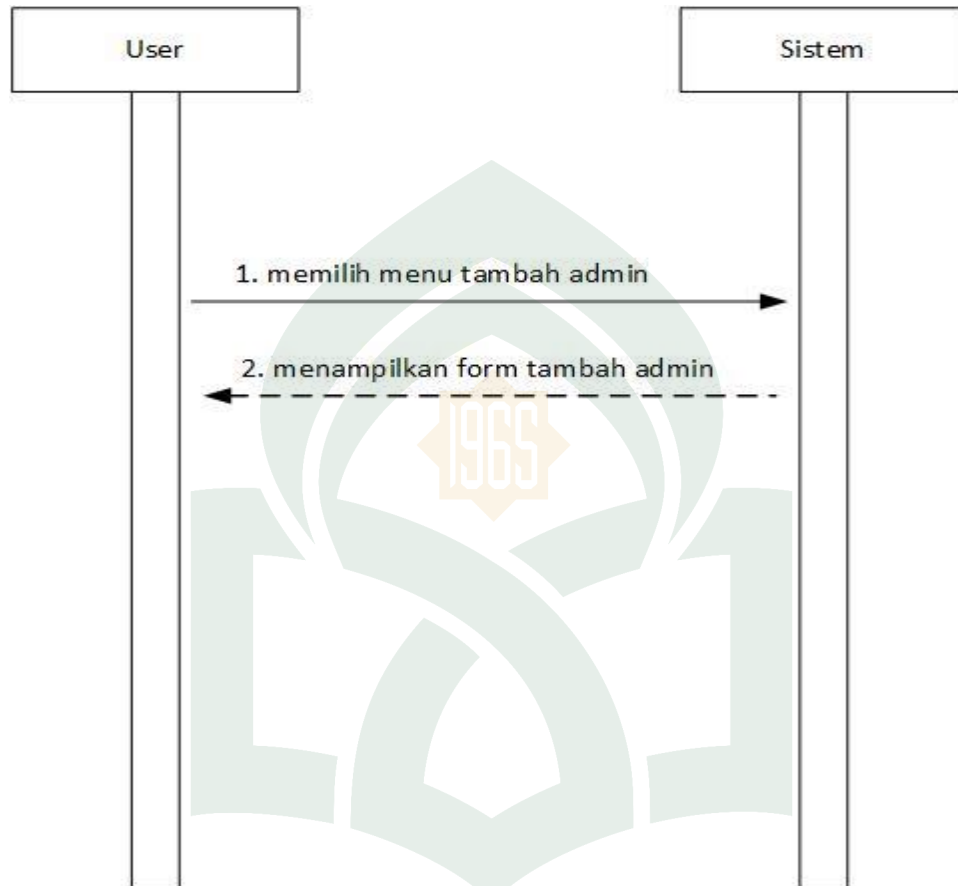 User
Sistem
1. memilih menu tambah admin
2. menampilkan form tambah admin
1965